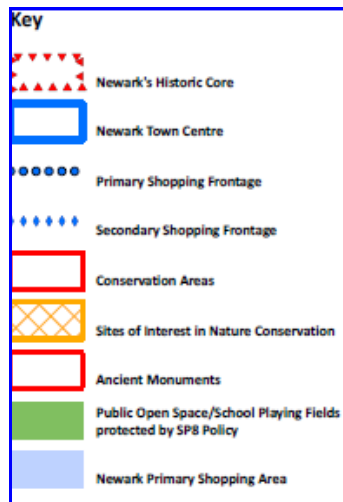 Key
Newark's Historic Core
Newark Town Centre
Primary Shopping Frontage
Secondary Shopping Frontage
Conservation Areas
Sites of Interest in Nature Conservation
Ancient Monuments
Public Open Space/School Playing Fields
protected by SP8 Policy
Newark Primary Shopping Area